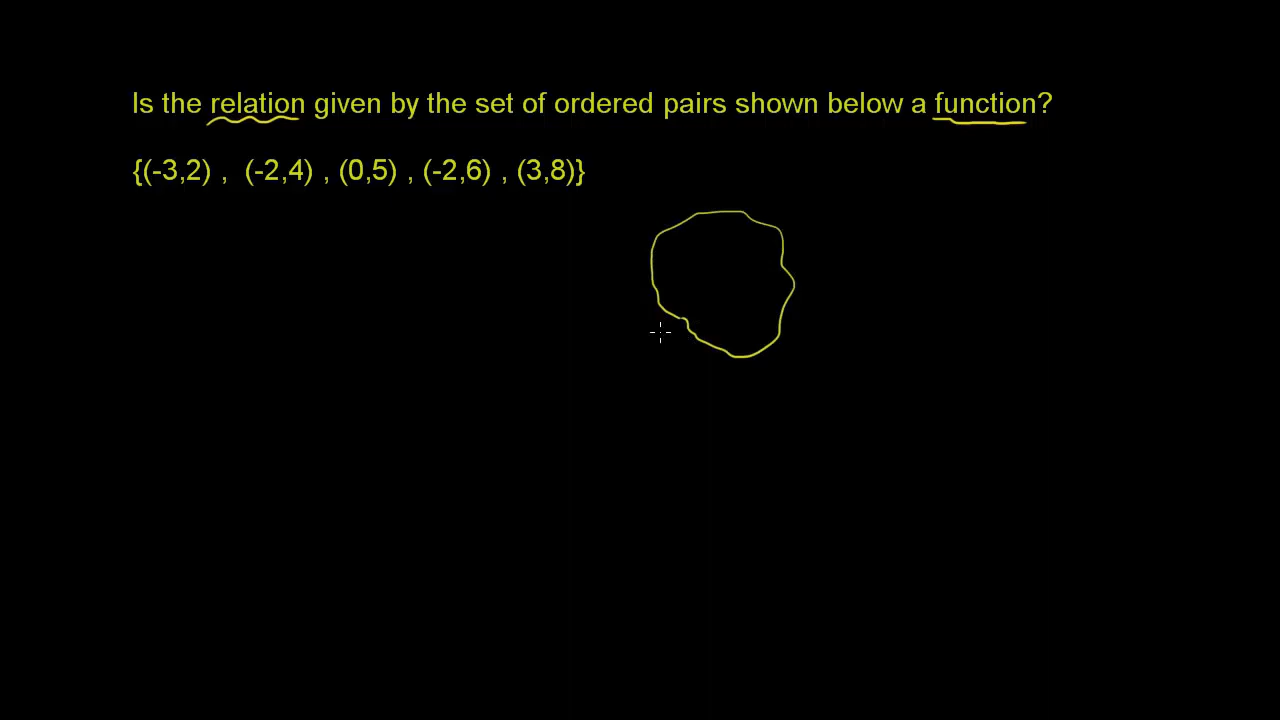 Is the relation given by the set of ordered pairs shown below a function?
{(-3,2) ,  (-2,4) , (0,5) , (-2,6) , (3,8)}